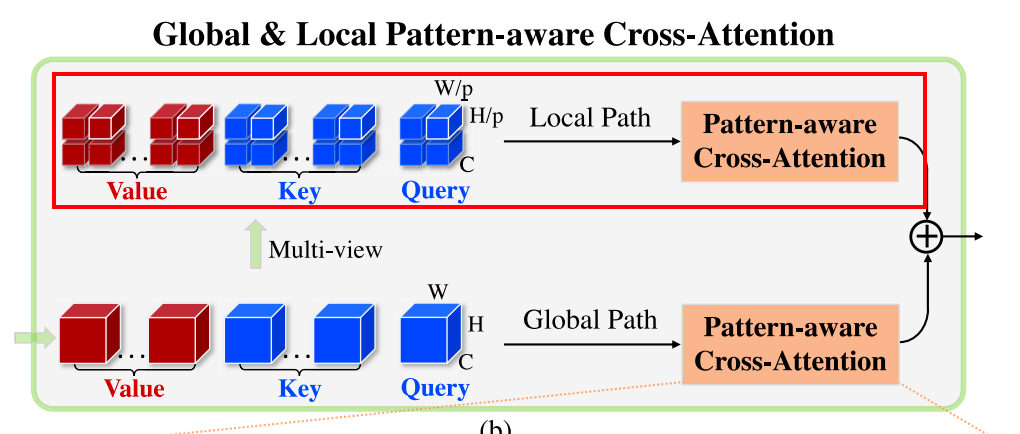 Global & Local Pattern-aware Cross-Attention
W/p
H/p
C
... ...
Value Key Query
Local Path
Pattern-aware
Cross-Attention
Multi-view
W
H
C
... ...
Value Key Query
Global Path
Pattern-aware
Cross-Attention
(b)